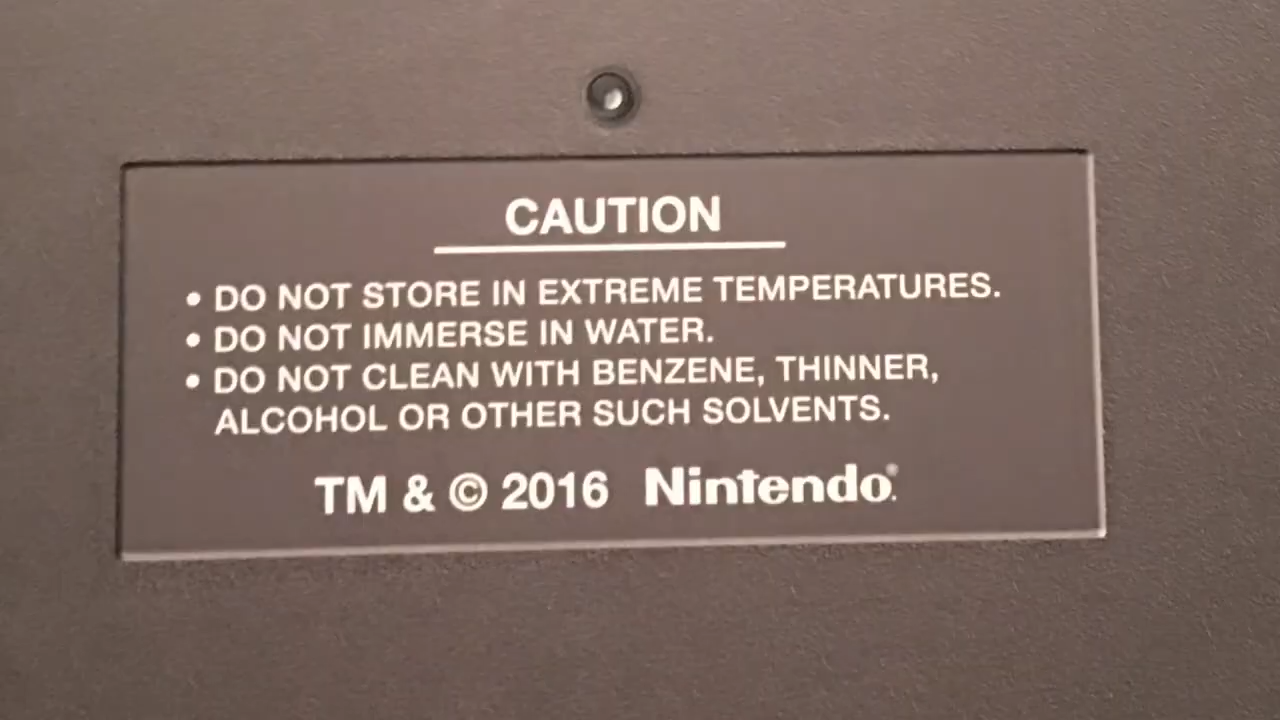 CAUTION
• DO NOT STORE IN EXTREME TEMPERATURES.
• DO NOT IMMERSE IN WATER.
• DO NOT CLEAN WITH BENZENE, THINNER,
ALCOHOL OR OTHER SUCH SOLVENTS.
TM & © 2016 Nintendo®